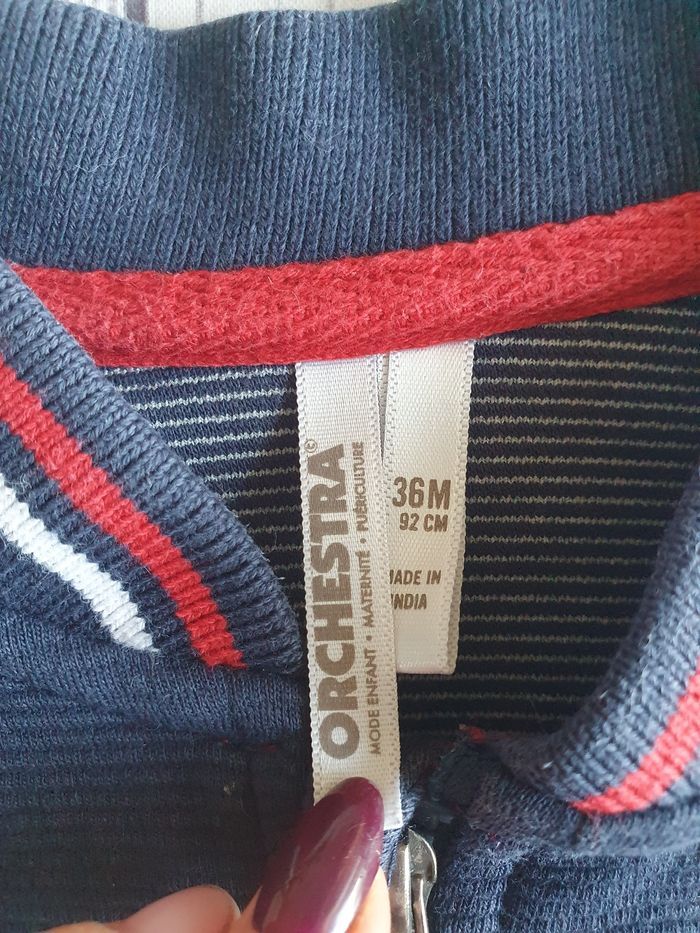 ORCHESTRA©
MODE ENFANT • MATERNITÉ • PUÉRICULTURE
36M
92 CM
MADE IN
INDIA